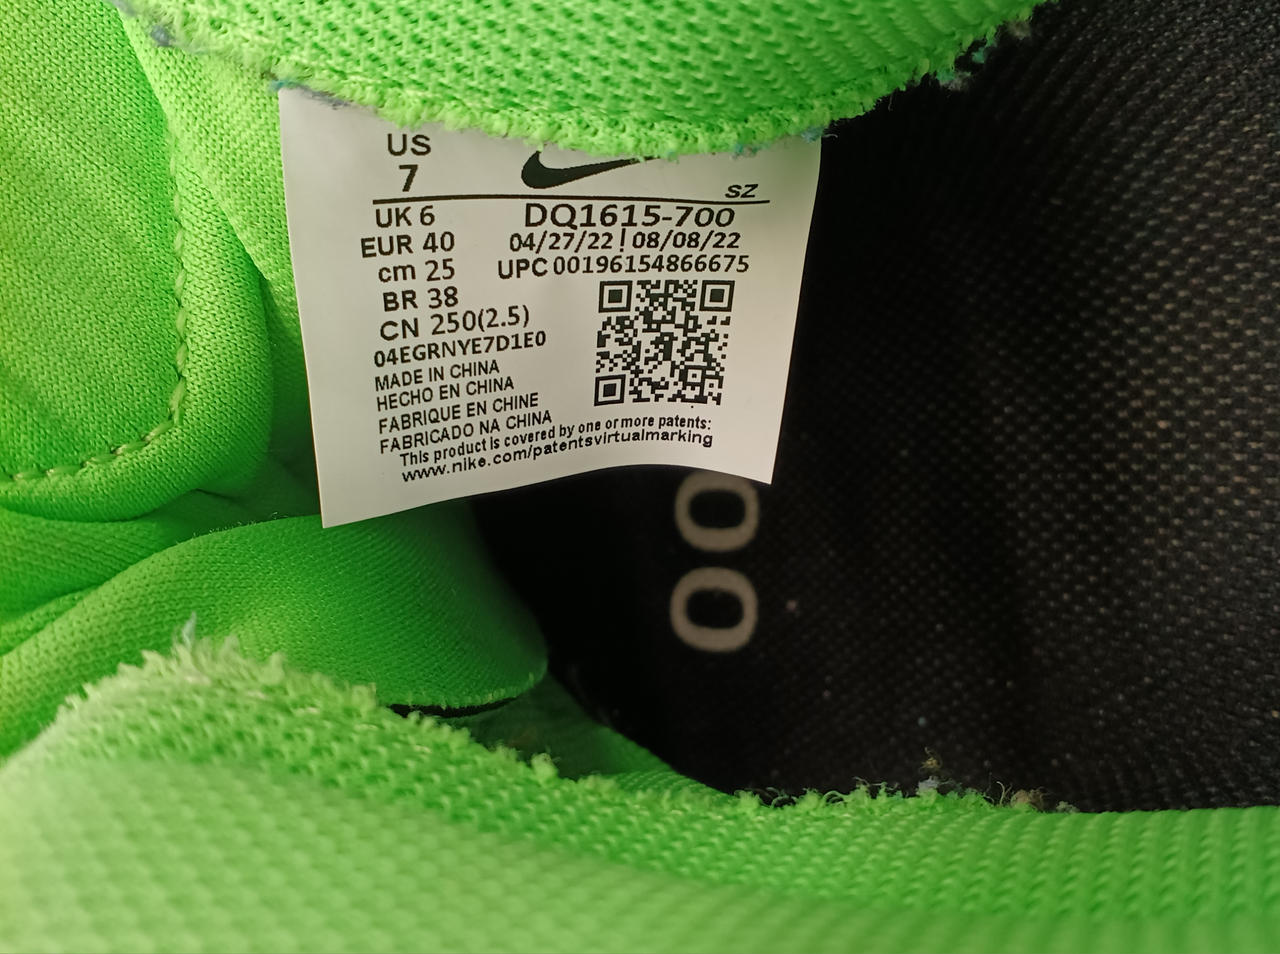 US
7
SZ
UK 6
DQ1615-700
EUR 40
04/27/22 | 08/08/22
cm 25
UPC 00196154866675
BR 38
CN 250(2.5)
04EGRNYE7D1E0
MADE IN CHINA
HECHO EN CHINA
FABRIQUE EN CHINE
FABRICADO NA CHINA
This product is covered by one or more patents:
www.nike.com/patentsvirtualmarking
OO